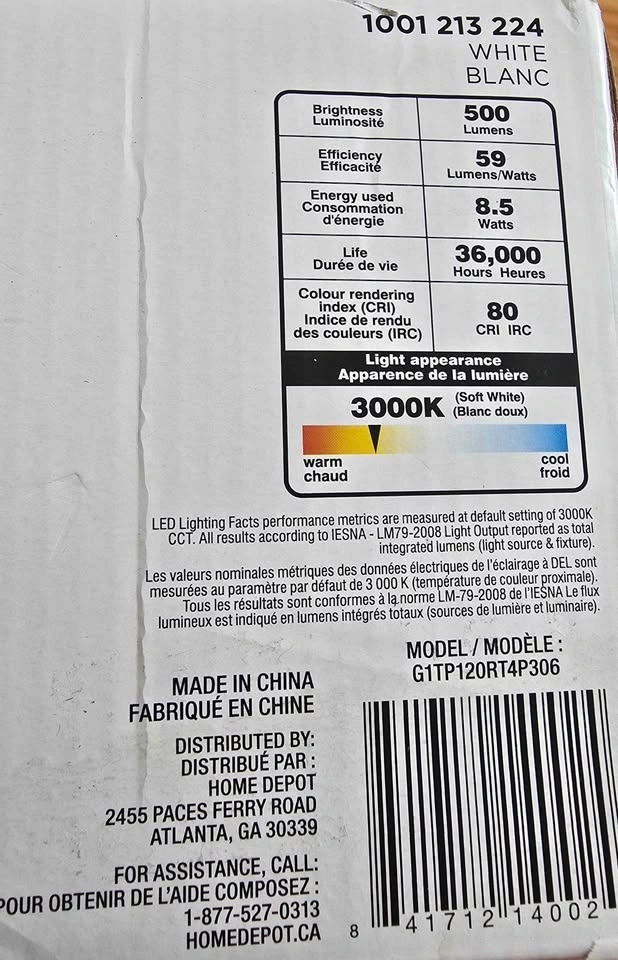 1001 213 224
WHITE
BLANC
Brightness
Luminosité
500
Lumens
Efficiency
Efficacité
59
Lumens/Watts
Energy used
Consommation
d'énergie
8.5
Watts
Life
Durée de vie
36,000
Hours Heures
Colour rendering
index (CRI)
Indice de rendu
des couleurs (IRC)
80
CRI IRC
Light appearance
Apparence de la lumière
3000K (Soft White)
(Blanc doux)
warm
chaud
cool
froid
LED Lighting Facts performance metrics are measured at default setting of 3000K
CCT. All results according to IESNA - LM79-2008 Light Output reported as total
integrated lumens (light source & fixture).
Les valeurs nominales métriques des données électriques de l'éclairage à DEL sont
mesurées au paramètre par défaut de 3 000 K (température de couleur proximale).
Tous les résultats sont conformes à la norme LM-79-2008 de l'IESNA Le flux
lumineux est indiqué en lumens intégrés totaux (sources de lumière et luminaire).
MODEL / MODÈLE :
G1TP120RT4P306
MADE IN CHINA
FABRIQUÉ EN CHINE
DISTRIBUTED BY:
DISTRIBUÉ PAR :
HOME DEPOT
2455 PACES FERRY ROAD
ATLANTA, GA 30339
FOR ASSISTANCE, CALL:
POUR OBTENIR DE L'AIDE COMPOSEZ :
1-877-527-0313
HOMEDEPOT.CA
8 41712 14002